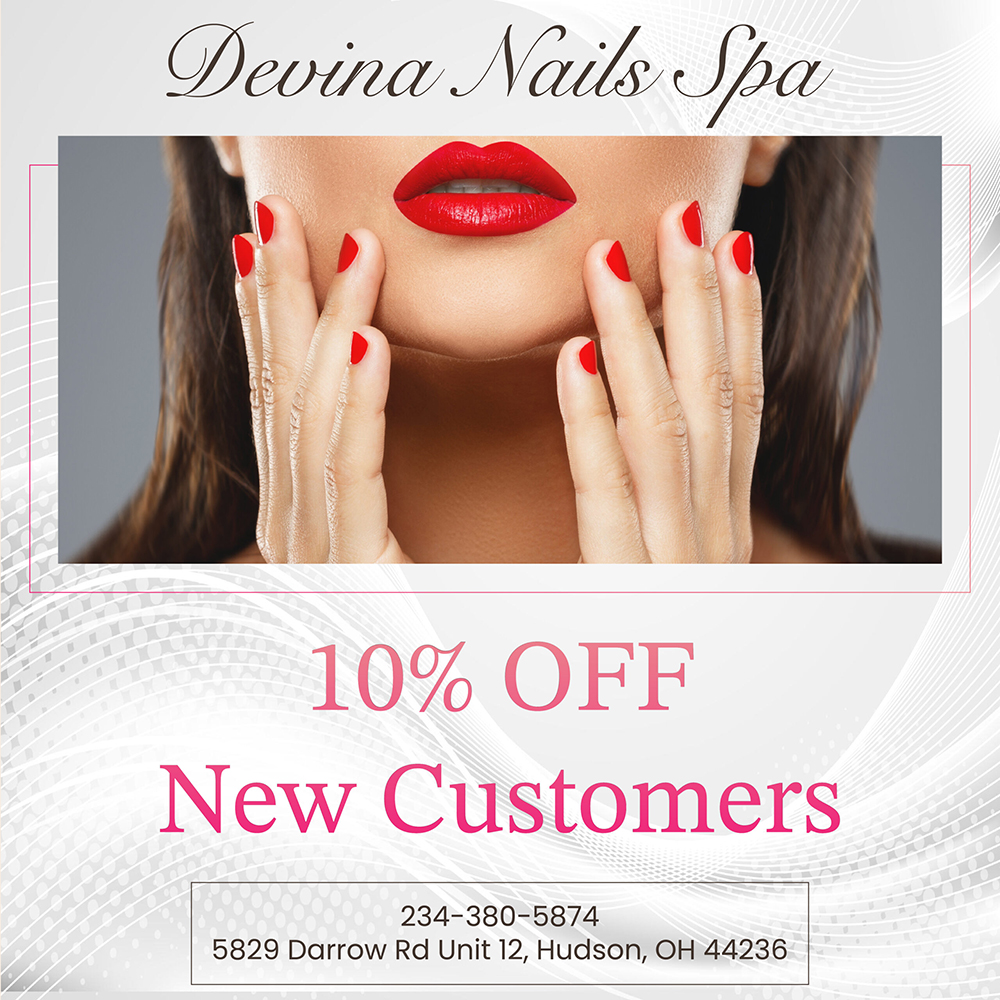 Devina Nails Spa
10% OFF
New Customers
234-380-5874
5829 Darrow Rd Unit 12, Hudson, OH 44236